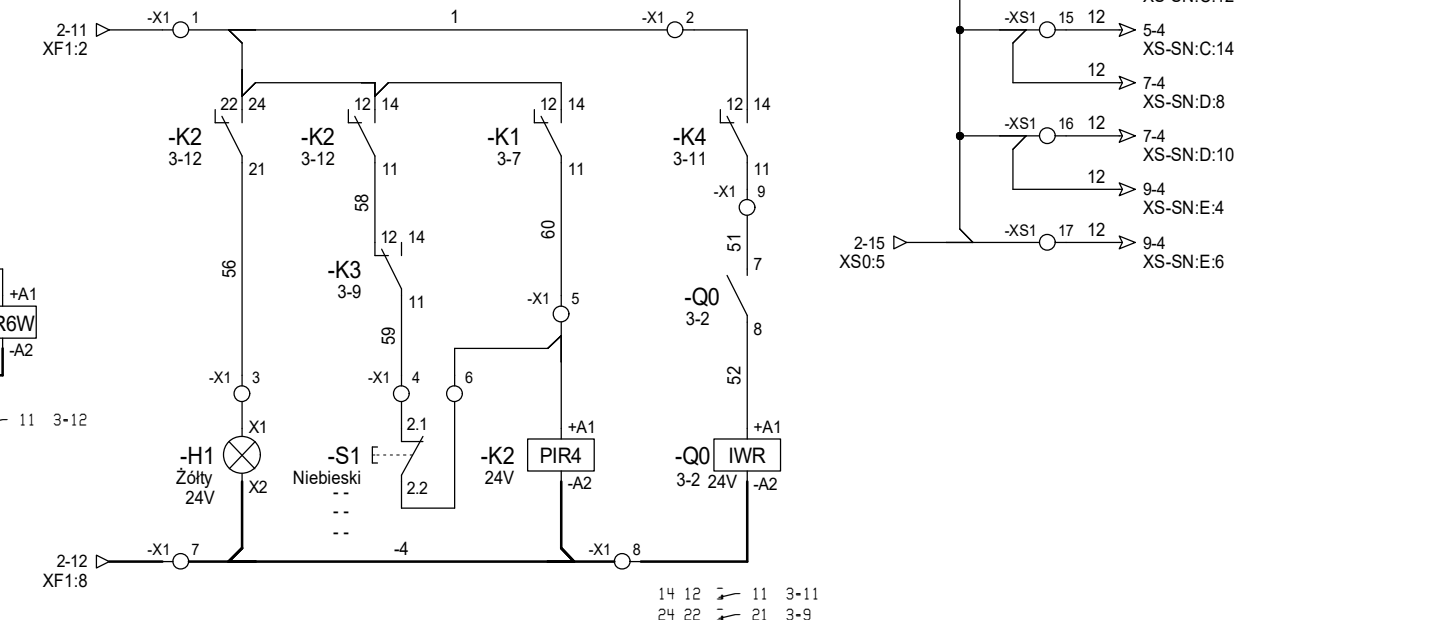 2-11
XF1:2
-X1 1
1
-X1 2
22 24
-K2
3-12
21
12 14
-K2
3-12
11
12 14
-K1
3-7
11
12 14
-K4
3-11
11
-X1 9
58
12 14
-K3
3-9
11
60
51
7
-Q0
3-2
8
56
59
-X1 5
52
+A1
R6W
-A2
11 3-12
-X1 3
-X1 4
6
X1
-H1
Żółty
24V
X2
2.1
-S1
Niebieski
2.2
- -
- -
- -
+A1
-K2
PIR4
24V
-A2
+A1
-Q0
IWR
3-2 24V
-A2
2-12
XF1:8
-X1 7
-4
-X1 8
14 12 11 3-11
24 22 21 3-9
-XS1 15 12
5-4
XS-SN:C:14
12
7-4
XS-SN:D:8
-XS1 16 12
7-4
XS-SN:D:10
12
9-4
XS-SN:E:4
2-15
XS0:5
-XS1 17 12
9-4
XS-SN:E:6